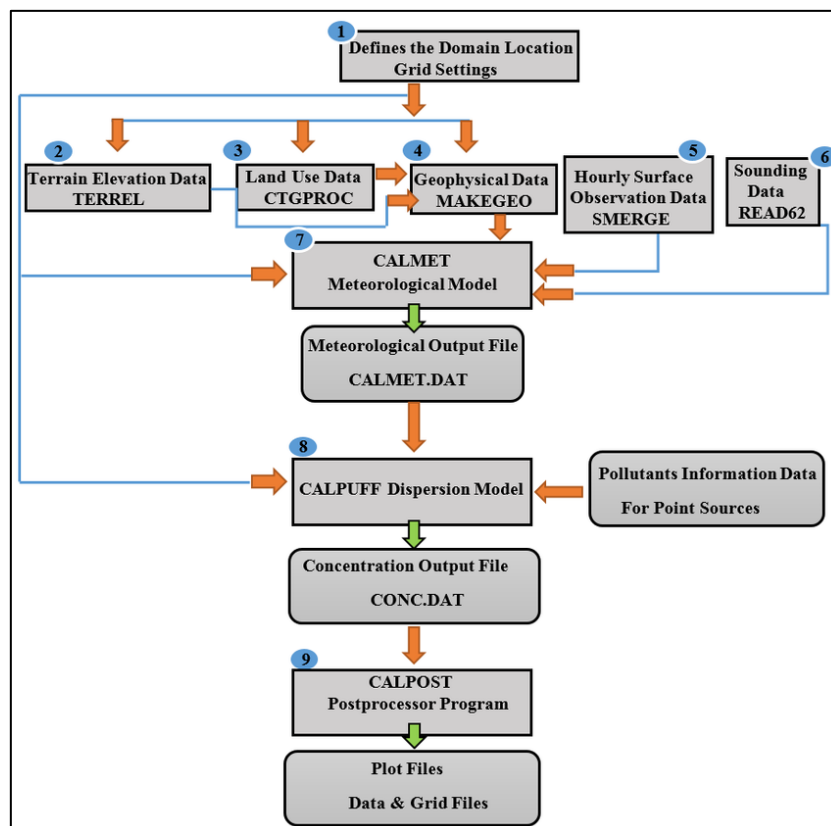 1
Defines the Domain Location
Grid Settings
2
Terrain Elevation Data
TERREL
3
Land Use Data
CTGPROC
4
Geophysical Data
MAKEGEO
5
Hourly Surface
Observation Data
SMERGE
6
Sounding
Data
READ62
7
CALMET
Meteorological Model
Meteorological Output File
CALMET.DAT
8
CALPUFF Dispersion Model
Pollutants Information Data
For Point Sources
Concentration Output File
CONC.DAT
9
CALPOST
Postprocessor Program
Plot Files
Data & Grid Files